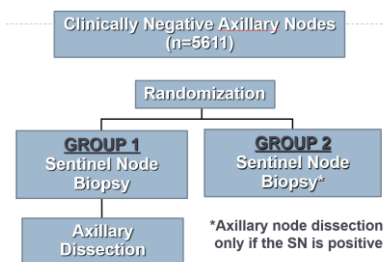 Clinically Negative Axillary Nodes
(n=5611)
Randomization
GROUP 1
Sentinel Node
Biopsy
GROUP 2
Sentinel Node
Biopsy*
Axillary
Dissection
*Axillary node dissection
only if the SN is positive